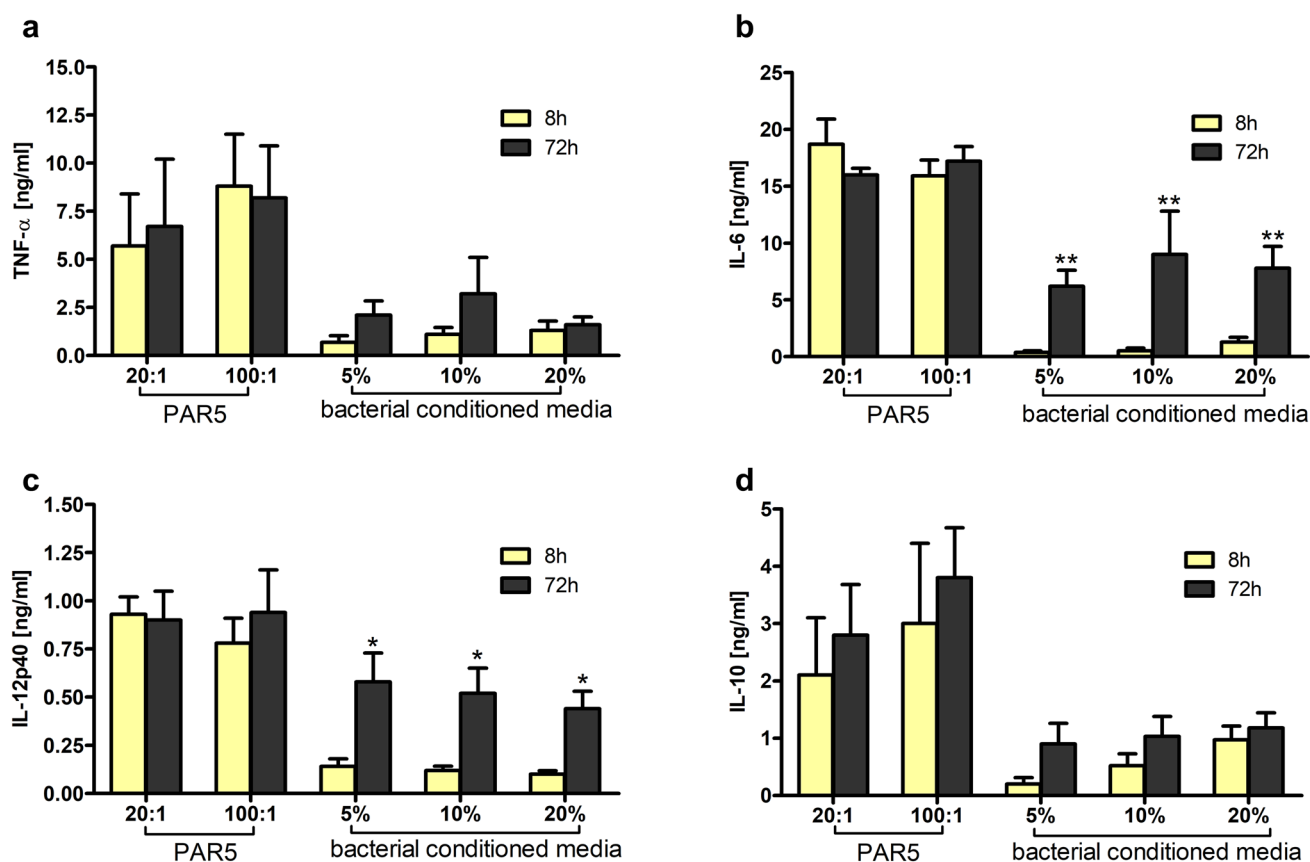 a
TNF-α [ng/ml]
15.0
12.5
10.0
7.5
5.0
2.5
0.0
8h
72h
20:1 100:1 5% 10% 20%
PAR5 bacterial conditioned media
b
IL-6 [ng/ml]
25
20
15
10
5
0
8h
72h
** ** **
20:1 100:1 5% 10% 20%
PAR5 bacterial conditioned media
c
IL-12p40 [ng/ml]
1.50
1.25
1.00
0.75
0.50
0.25
0.00
8h
72h
* * *
20:1 100:1 5% 10% 20%
PAR5 bacterial conditioned media
d
IL-10 [ng/ml]
5
4
3
2
1
0
8h
72h
20:1 100:1 5% 10% 20%
PAR5 bacterial conditioned media